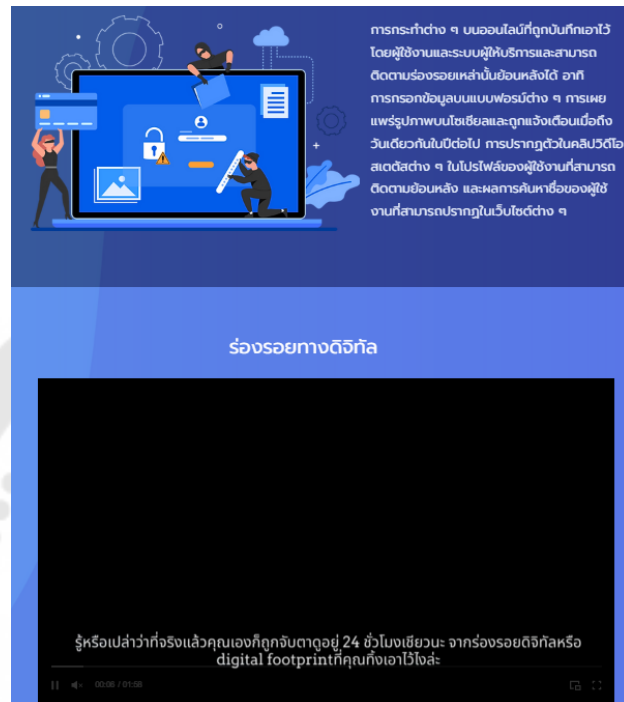 การกระทำต่าง ๆ บนออนไลน์ที่ถูกบันทึกเอาไว้
โดยผู้ใช้งานและระบบผู้ให้บริการและสามารถ
ติดตามร่องรอยเหล่านั้นย้อนหลังได้ อาทิ
การกรอกข้อมูลบนแบบฟอร์มต่าง ๆ การเผย
แพร่รูปภาพบนโซเชียลและถูกแจ้งเตือนเมื่อถึง
วันเดียวกันในปีต่อไป การปรากฏตัวในคลิปวิดีโอ
สเตตัสต่าง ๆ ในโปรไฟล์ของผู้ใช้งานที่สามารถ
ติดตามย้อนหลัง และผลการค้นหาชื่อของผู้ใช้
งานที่สามารถปรากฏในเว็บไซต์ต่าง ๆ
ร่องรอยทางดิจิทัล
รู้หรือเปล่าว่าที่จริงแล้วคุณเองก็ถูกจับตาดูอยู่ 24 ชั่วโมงเชียวนะ จากร่องรอยดิจิทัลหรือ
digital footprintที่คุณทิ้งเอาไว้ไงล่ะ
00:08 / 01:58